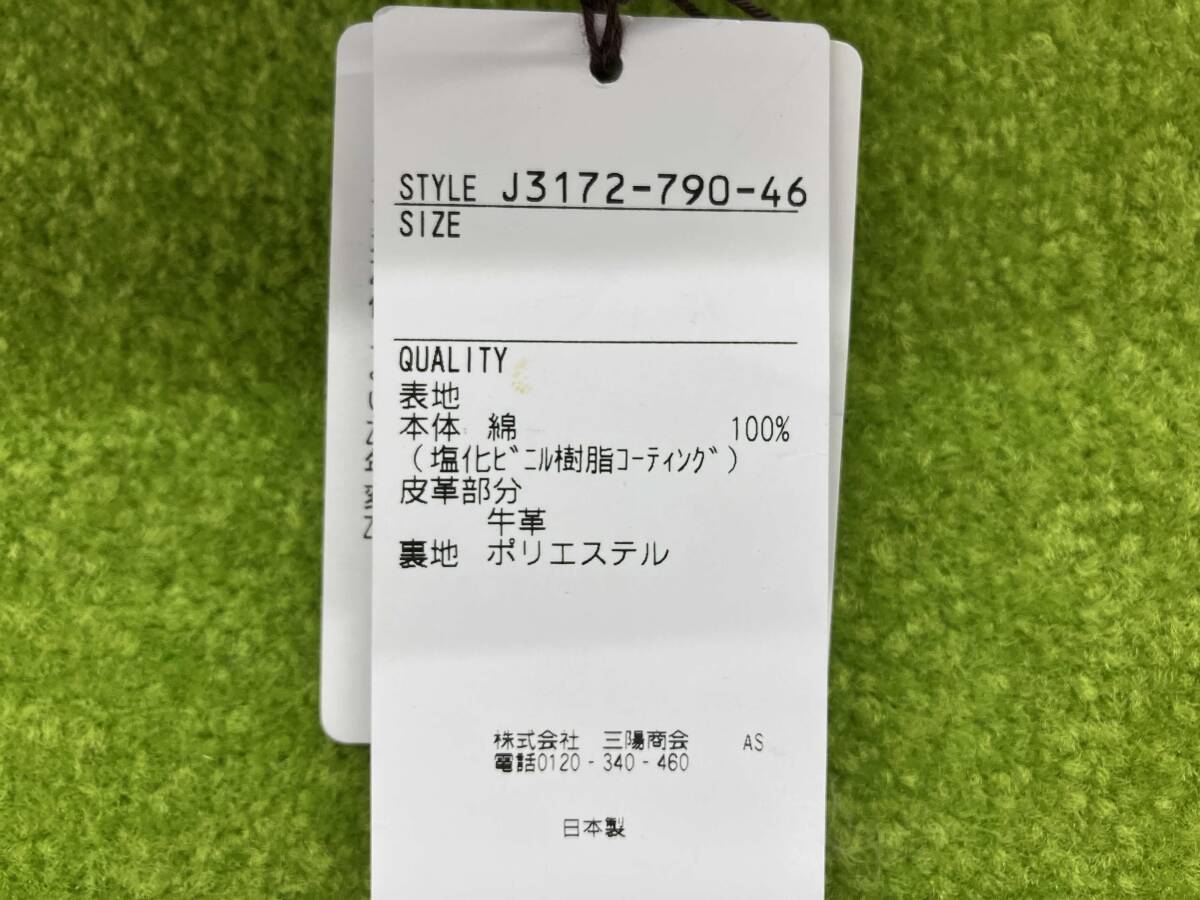 STYLE J3172-790-46
SIZE
QUALITY
表地
本体 綿 100%
(塩化ﾋﾞﾆﾙ樹脂ｺｰﾃｨﾝｸﾞ)
皮革部分
牛革
裏地 ポリエステル
株式会社 三陽商会 AS
電話0120-340-460
日本製